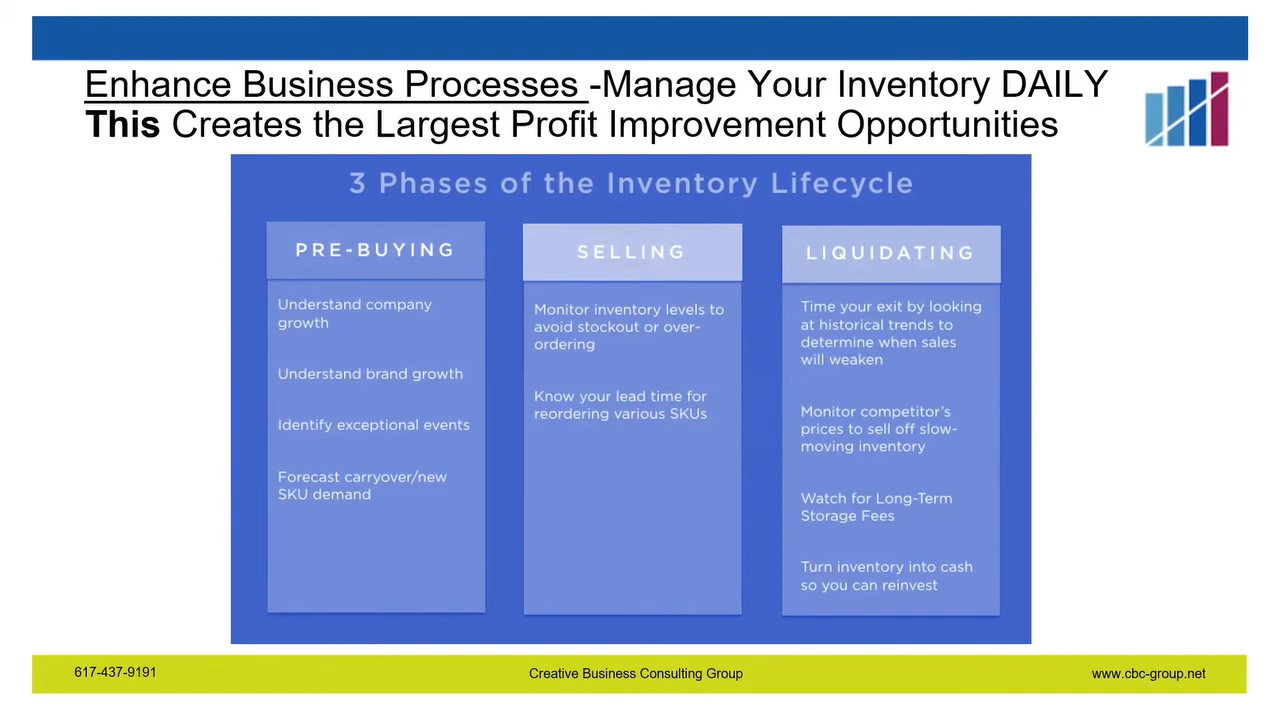 Enhance Business Processes -Manage Your Inventory DAILY
This Creates the Largest Profit Improvement Opportunities
3 Phases of the Inventory Lifecycle
PRE-BUYING
Understand company
growth
Understand brand growth
Identify exceptional events
Forecast carryover/new
SKU demand
SELLING
Monitor inventory levels to
avoid stockout or over-
ordering
Know your lead time for
reordering various SKUs
LIQUIDATING
Time your exit by looking
at historical trends to
determine when sales
will weaken
Monitor competitor's
prices to sell off slow-
moving inventory
Watch for Long-Term
Storage Fees
Turn inventory into cash
so you can reinvest
617-437-9191
Creative Business Consulting Group
www.cbc-group.net